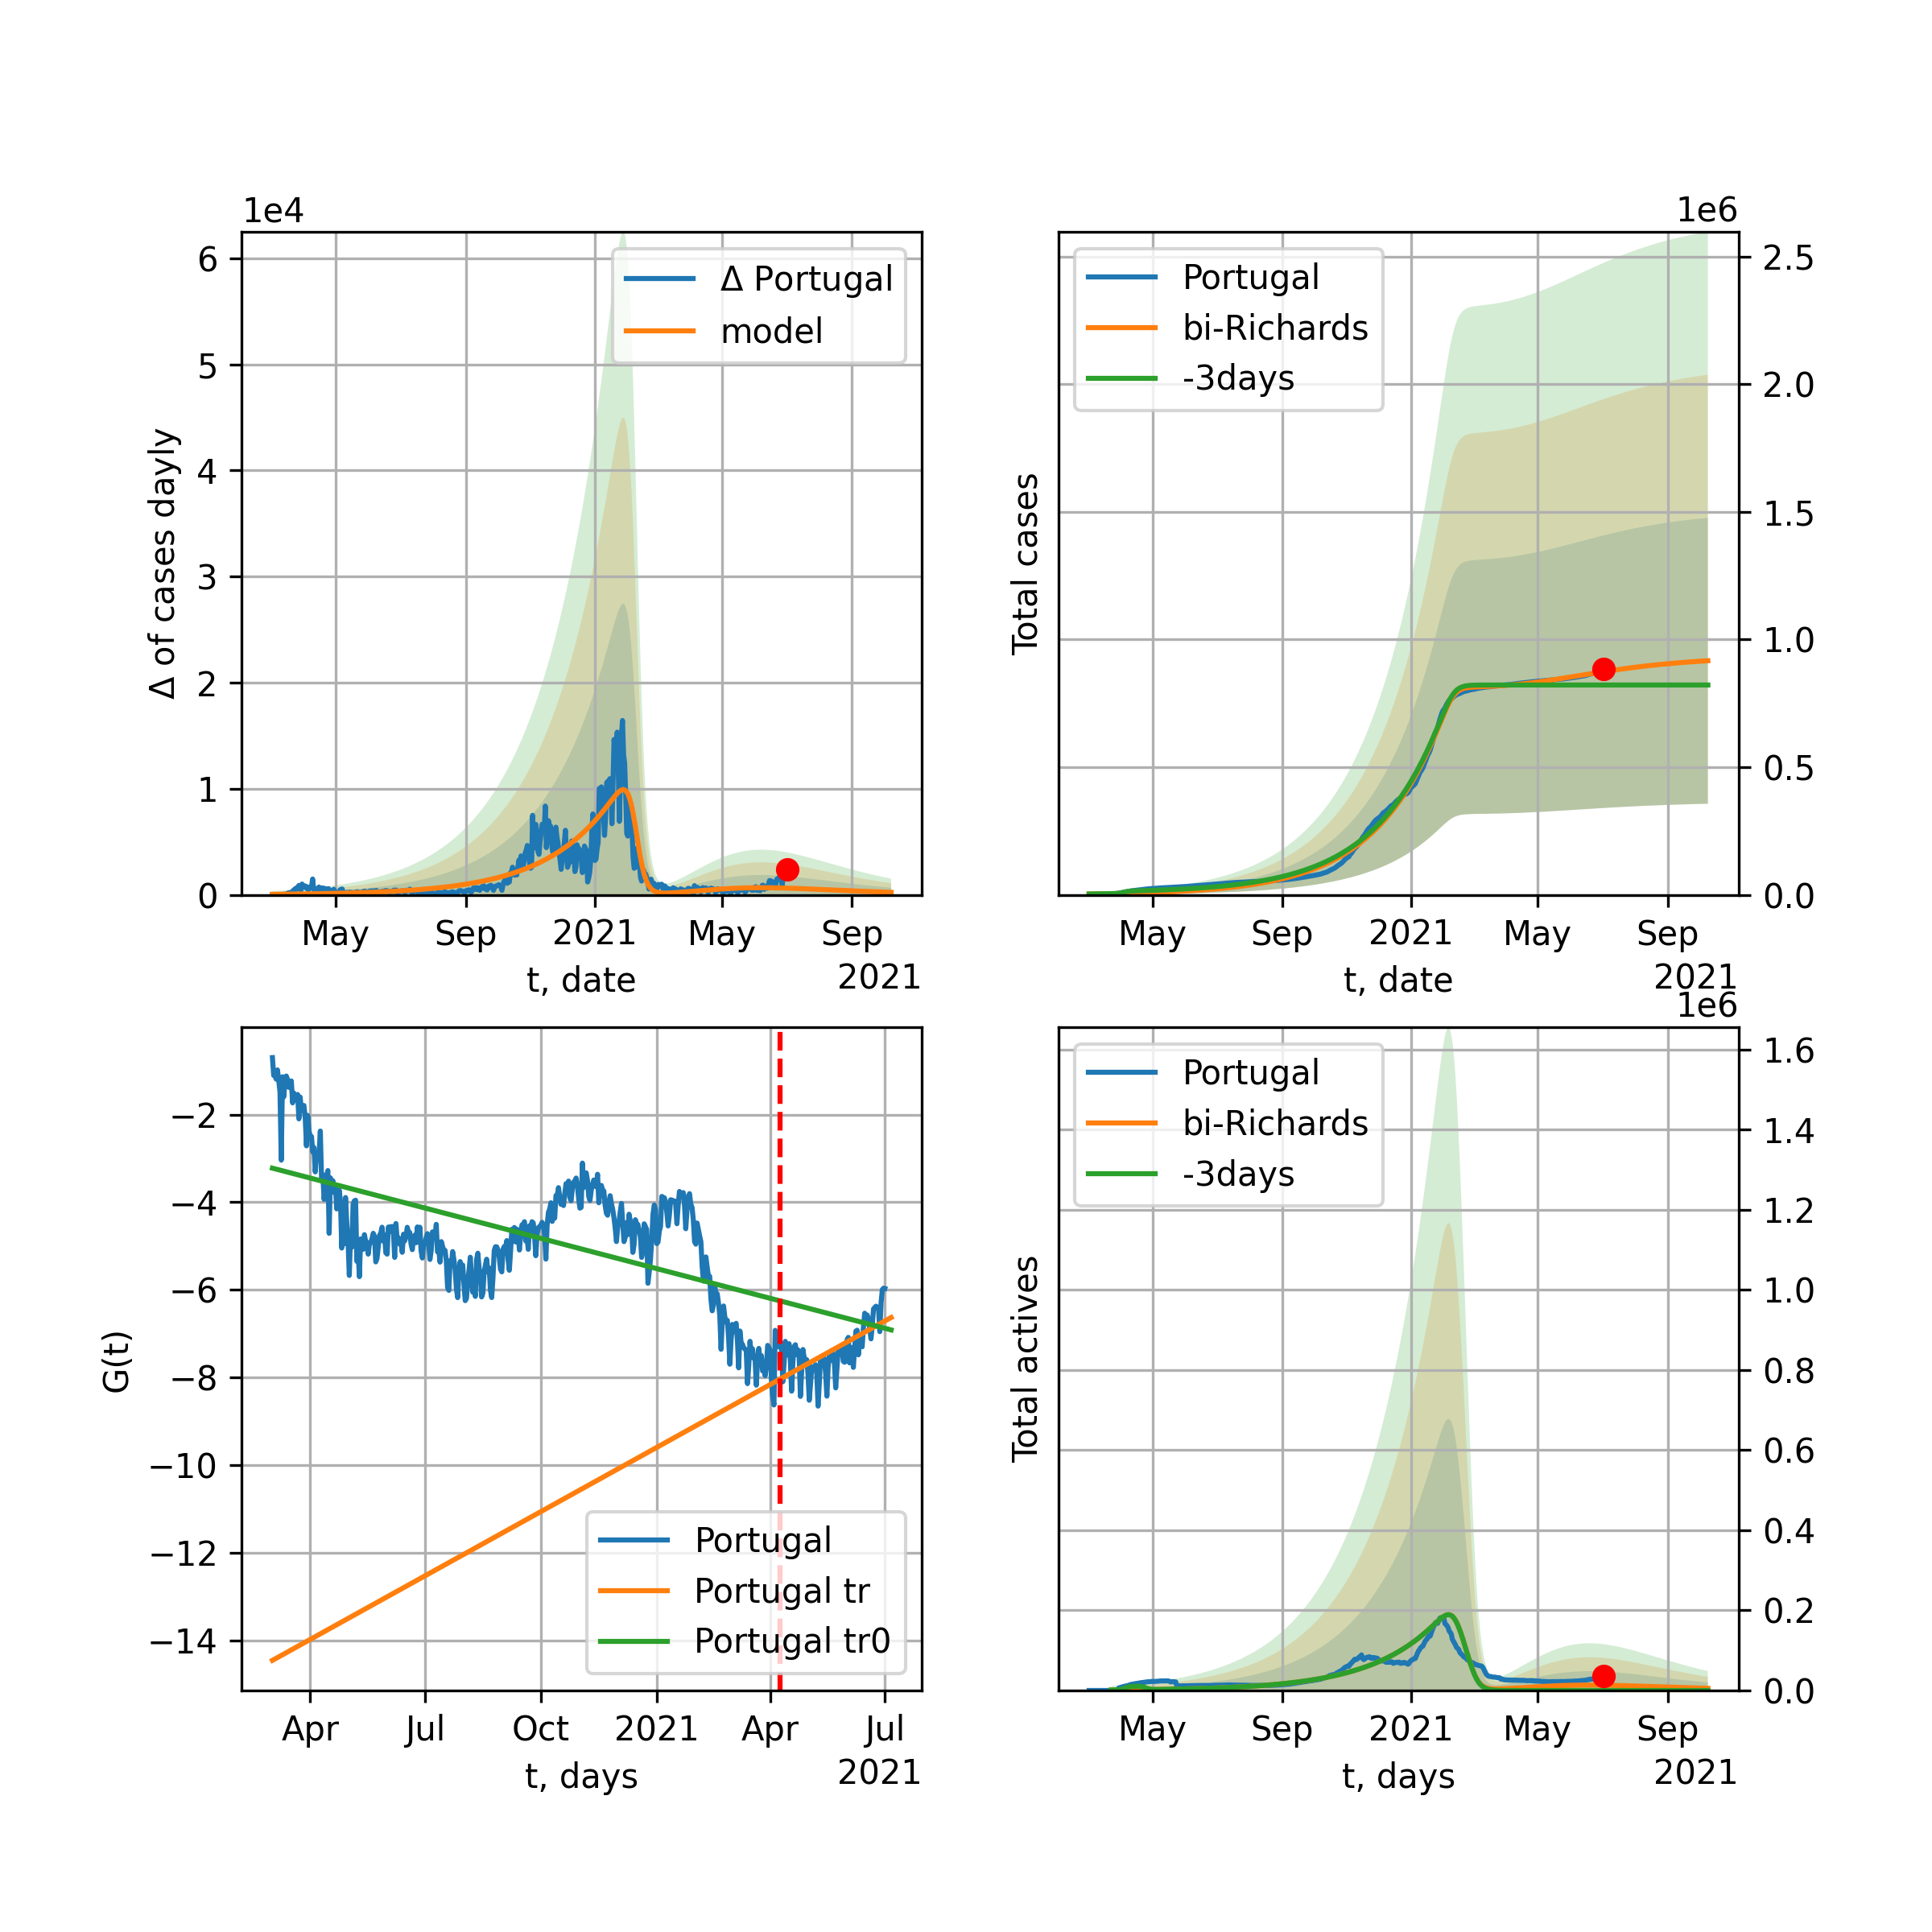 1e4
6
5
4
3
2
1
0
Δ of cases dayly
Δ Portugal
model
May Sep 2021 May Sep
t, date
2021
1e6
2.5
2.0
1.5
1.0
0.5
0.0
Total cases
Portugal
bi-Richards
-3days
May Sep 2021 May Sep
t, date
2021
−2
−4
−6
−8
−10
−12
−14
G(t)
Portugal
Portugal tr
Portugal tr0
Apr Jul Oct 2021 Apr Jul
t, days
2021
1e6
1.6
1.4
1.2
1.0
0.8
0.6
0.4
0.2
0.0
Total actives
Portugal
bi-Richards
-3days
May Sep 2021 May Sep
t, days
2021